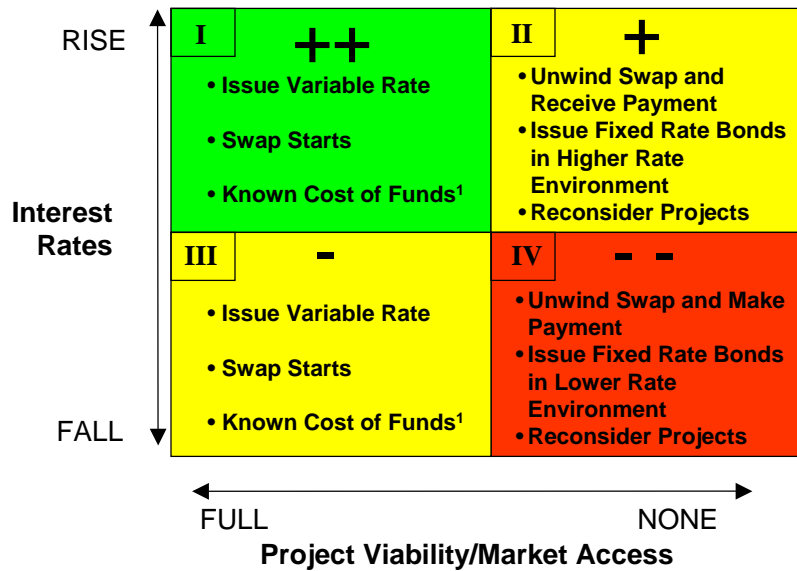 RISE
I
++
• Issue Variable Rate
• Swap Starts
• Known Cost of Funds¹
II
+
• Unwind Swap and
Receive Payment
• Issue Fixed Rate Bonds
in Higher Rate
Environment
• Reconsider Projects
Interest
Rates
III
-
• Issue Variable Rate
• Swap Starts
• Known Cost of Funds¹
IV
- -
• Unwind Swap and Make
Payment
• Issue Fixed Rate Bonds
in Lower Rate
Environment
• Reconsider Projects
FALL
FULL
NONE
Project Viability/Market Access